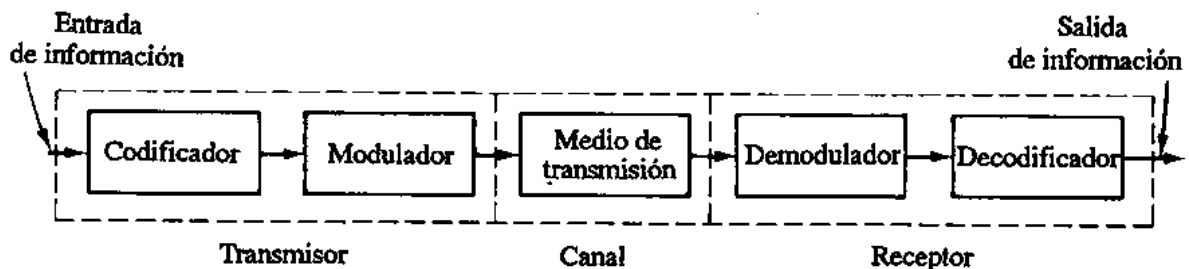 Entrada
de información
Salida
de información
Codificador
Modulador
Medio de
transmisión
Demodulador
Decodificador
Transmisor
Canal
Receptor